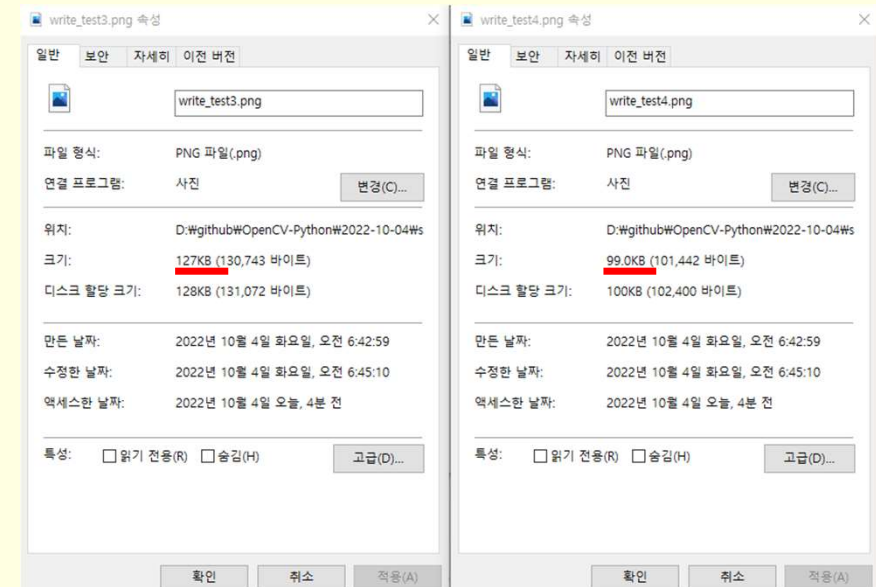 write_test3.png 속성
일반 보안 자세히 이전 버전
write_test3.png
파일 형식: PNG 파일(.png)
연결 프로그램: 사진 변경(C)...
위치: D:₩github₩OpenCV-Python₩2022-10-04₩s
크기: 127KB (130,743 바이트)
디스크 할당 크기: 128KB (131,072 바이트)
만든 날짜: 2022년 10월 4일 화요일, 오전 6:42:59
수정한 날짜: 2022년 10월 4일 화요일, 오전 6:45:10
액세스한 날짜: 2022년 10월 4일 오늘, 4분 전
특성: 읽기 전용(R) 숨김(H) 고급(D)...
확인 취소 적용(A)
write_test4.png 속성
일반 보안 자세히 이전 버전
write_test4.png
파일 형식: PNG 파일(.png)
연결 프로그램: 사진 변경(C)...
위치: D:₩github₩OpenCV-Python₩2022-10-04₩s
크기: 99.0KB (101,442 바이트)
디스크 할당 크기: 100KB (102,400 바이트)
만든 날짜: 2022년 10월 4일 화요일, 오전 6:42:59
수정한 날짜: 2022년 10월 4일 화요일, 오전 6:45:10
액세스한 날짜: 2022년 10월 4일 오늘, 4분 전
특성: 읽기 전용(R) 숨김(H) 고급(D)...
확인 취소 적용(A)